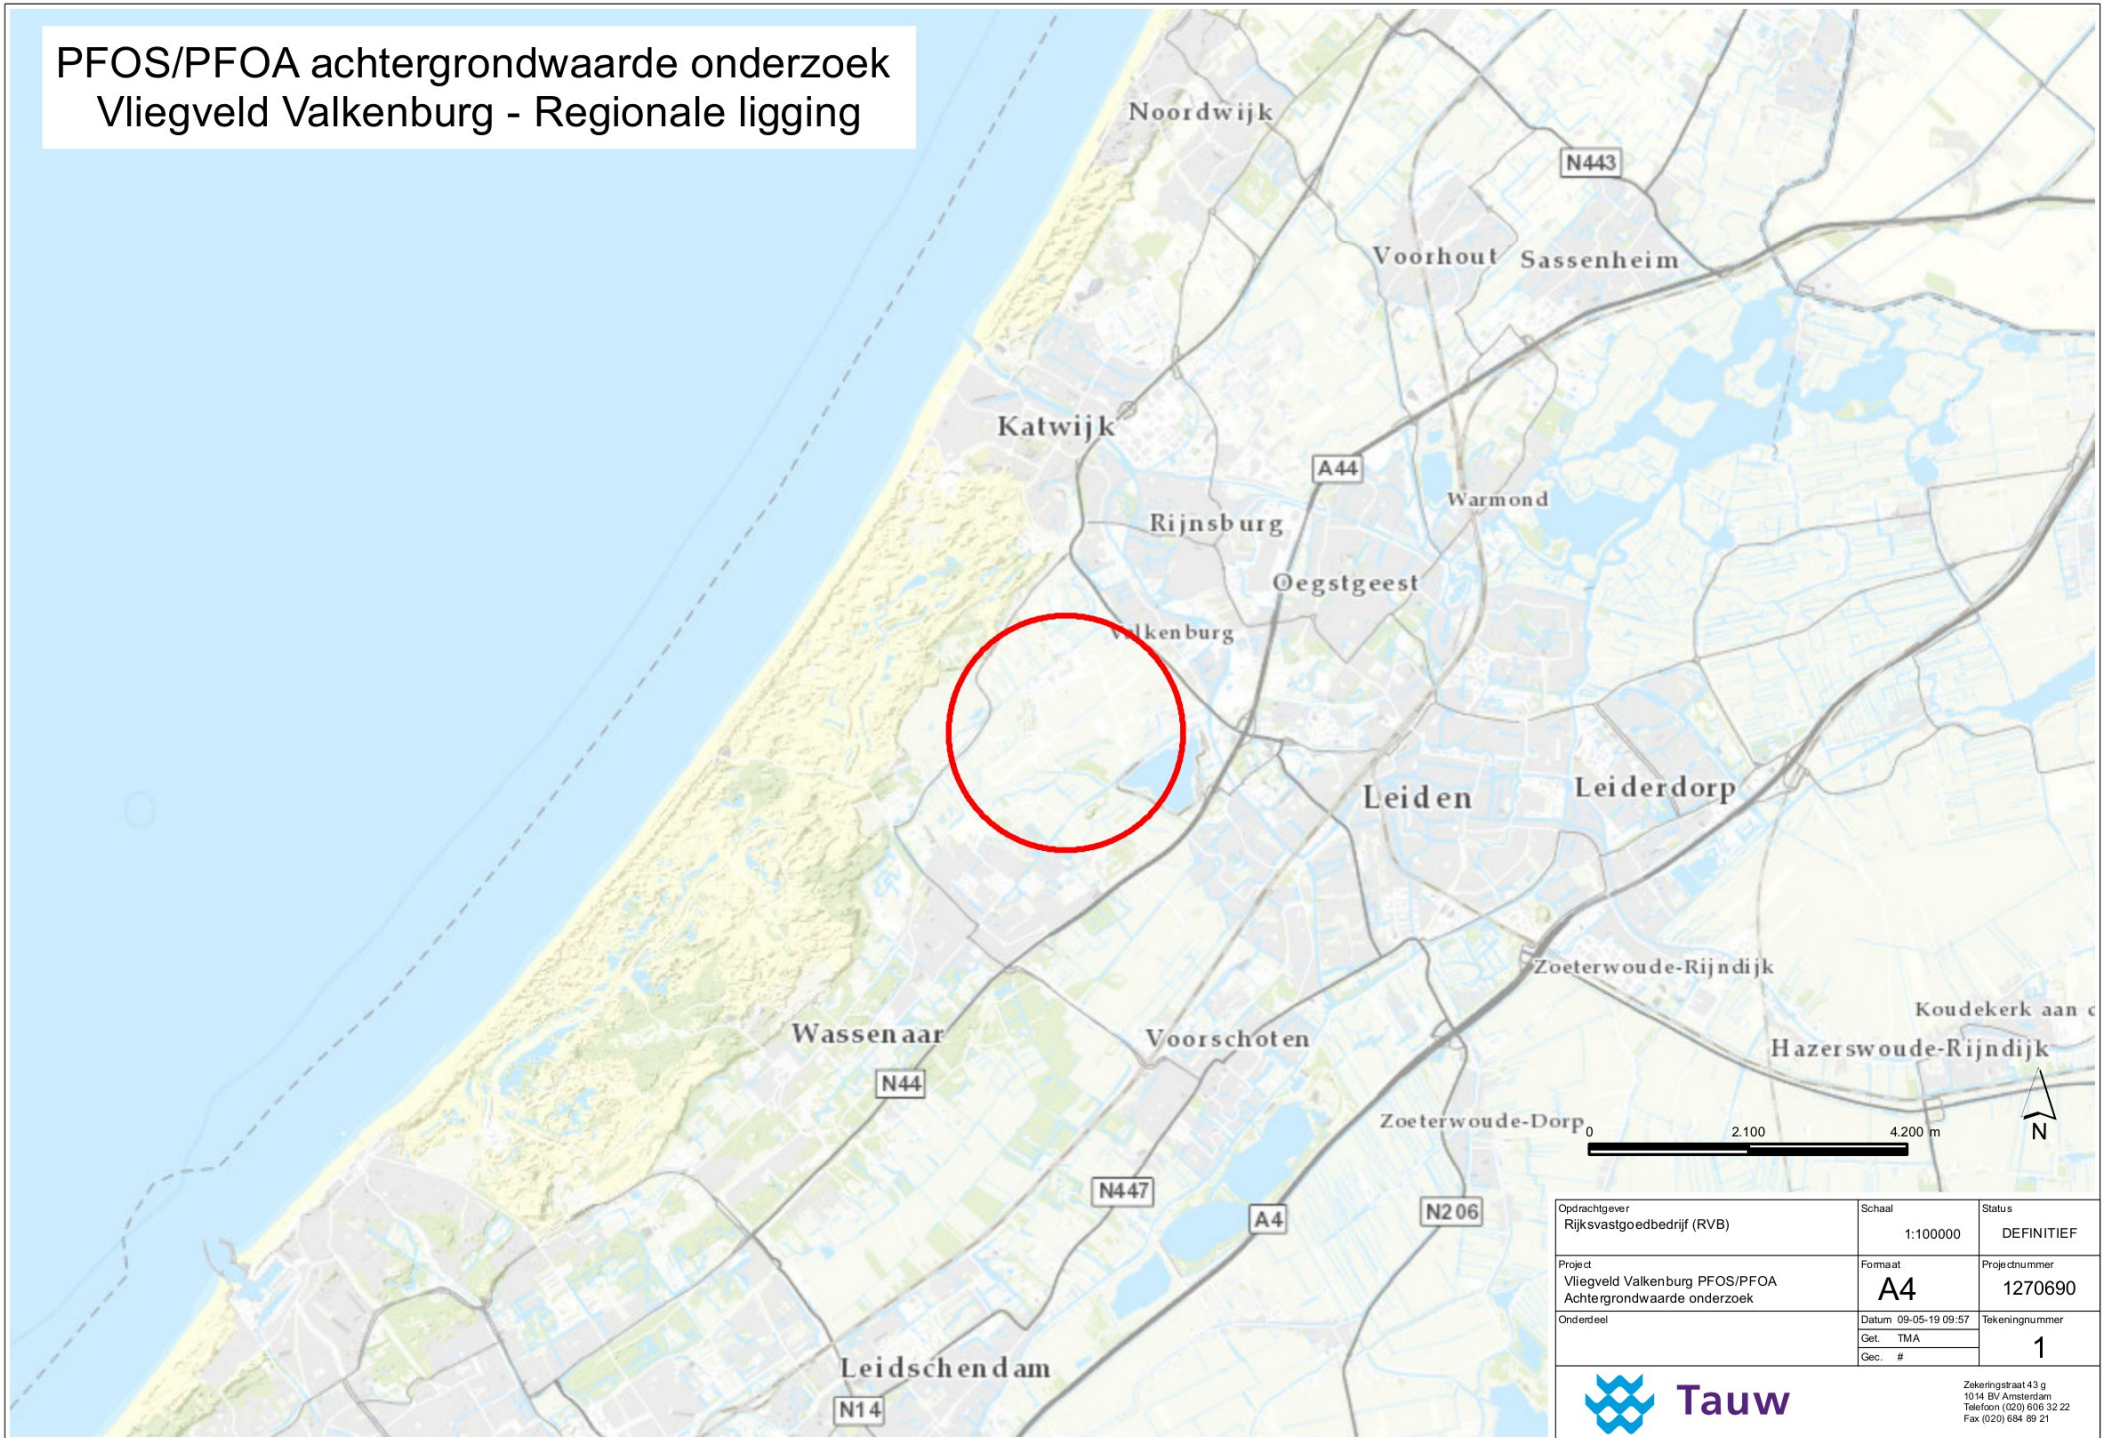 PFOS/PFOA achtergrondwaarde onderzoek
Vliegveld Valkenburg - Regionale ligging
Noordwijk
N443
Voorhout
Sassenheim
Katwijk
A44
Warmond
Rijnsburg
Oegstgeest
Valkenburg
Leiden
Leiderdorp
Zoeterwoude-Rijndijk
Koudekerk aan d
Hazerswoude-Rijndijk
Wassenaar
Voorschoten
N44
Zoeterwoude-Dorp
0 2.100 4.200 m
N
N447
A4
N206
Leidschendam
N14
Opdrachtgever
Rijksvastgoedbedrijf (RVB)
Schaal
1:100000
Status
DEFINITIEF
Project
Vliegveld Valkenburg PFOS/PFOA
Achtergrondwaarde onderzoek
Formaat
A4
Projectnummer
1270690
Onderdeel
Datum 09-05-19 09:57
Get. TMA
Gec. #
Tekeningnummer
1
Tauw
Zekeringstraat 43 g
1014 BV Amsterdam
Telefoon (020) 606 32 22
Fax (020) 684 89 21